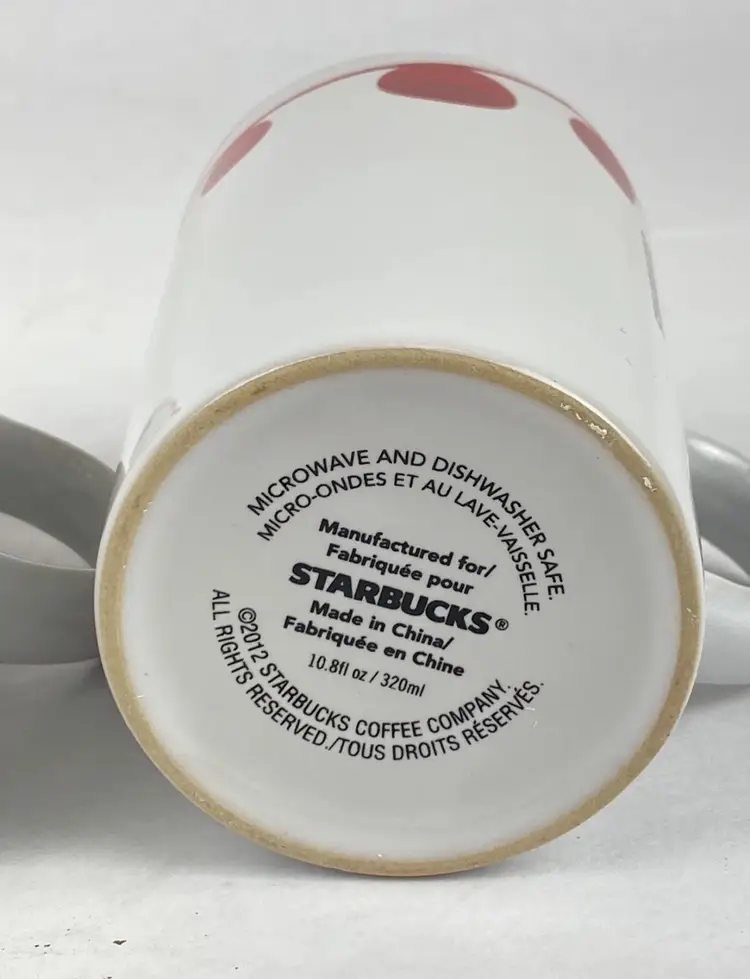 MICROWAVE AND DISHWASHER SAFE.
MICRO-ONDES ET AU LAVE-VAISSELLE.
Manufactured for/
Fabriquée pour
STARBUCKS®
Made in China/
Fabriquée en Chine
10.8fl oz / 320ml
©2012 STARBUCKS COFFEE COMPANY.
ALL RIGHTS RESERVED./TOUS DROITS RÉSERVÉS.